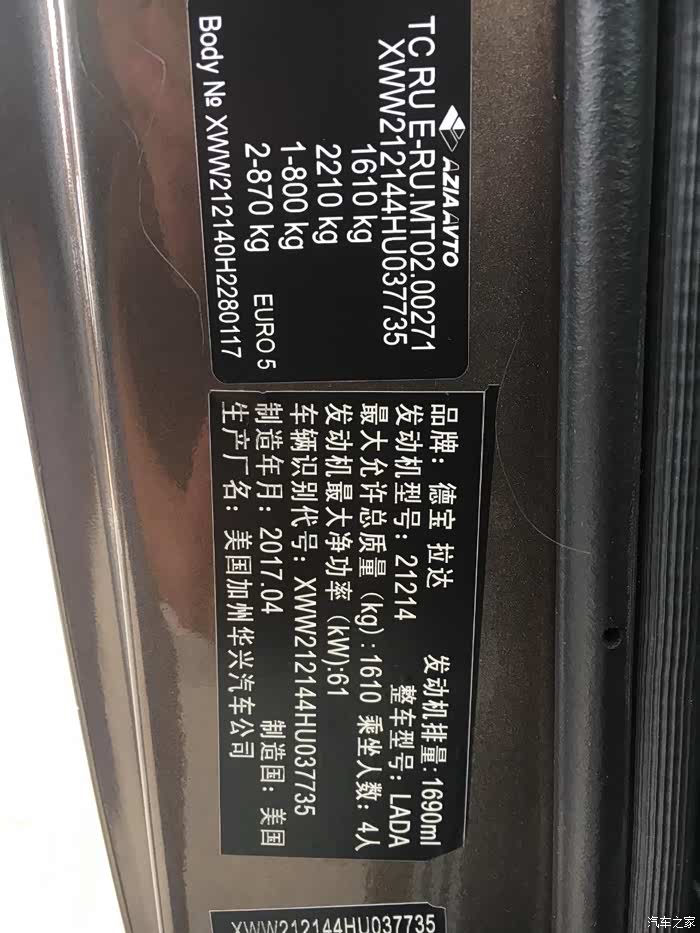 AZIA AVTO
TC RU E-RU.MT02.00271
XWW212144HU037735
1610 kg
2210 kg
1-800 kg
2-870 kg EURO 5
Body № XWW212140H2280117
品牌：德宝 拉达 发动机排量:1690ml
发动机型号：21214 整车型号：LADA
最大允许总质量（kg）:1610 乘坐人数：4人
发动机最大净功率（kW):61
车辆识别代号：XWW212144HU037735
制造年月：2017.04 制造国：美国
生产厂名：美国加州华兴汽车公司
XWW212144HU037735
汽车之家